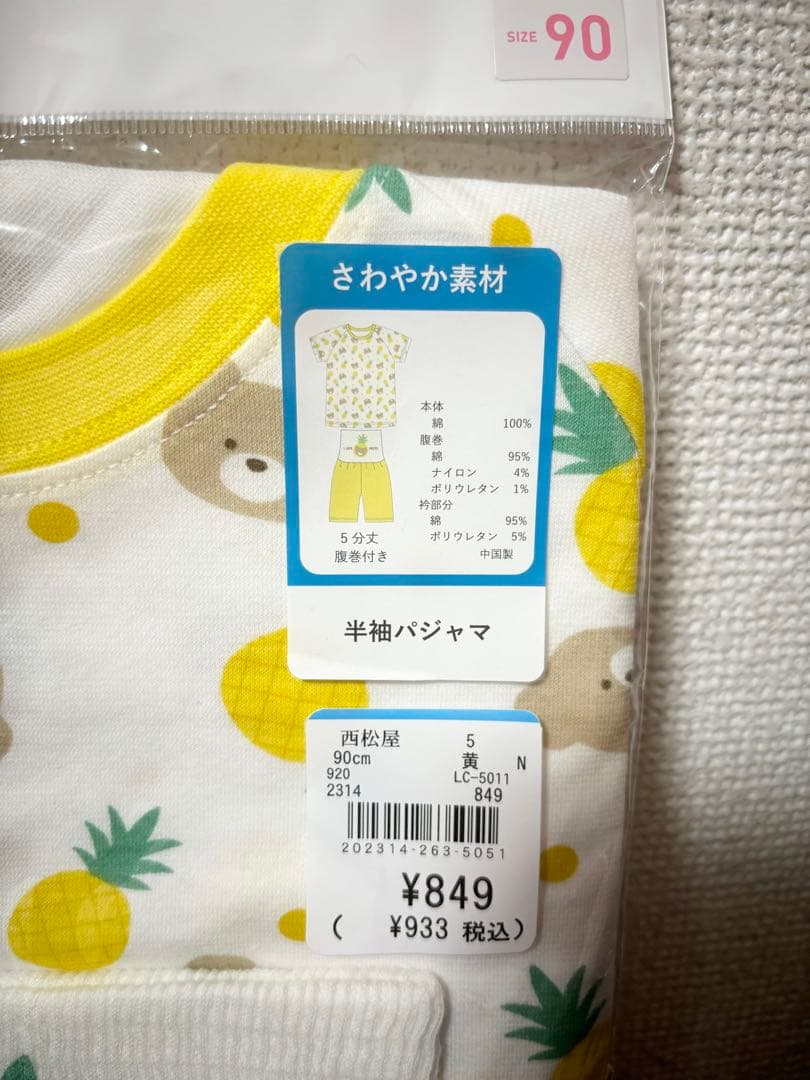 SIZE 90
さわやか素材
本体
綿 100%
腹巻
綿 95%
ナイロン 4%
ポリウレタン 1%
衿部分
綿 95%
ポリウレタン 5%
中国製
5分丈
腹巻付き
半袖パジャマ
西松屋 5
90cm 黄 N
920 LC-5011
2314 849
202314-263-5051
¥849
( ¥933 税込)